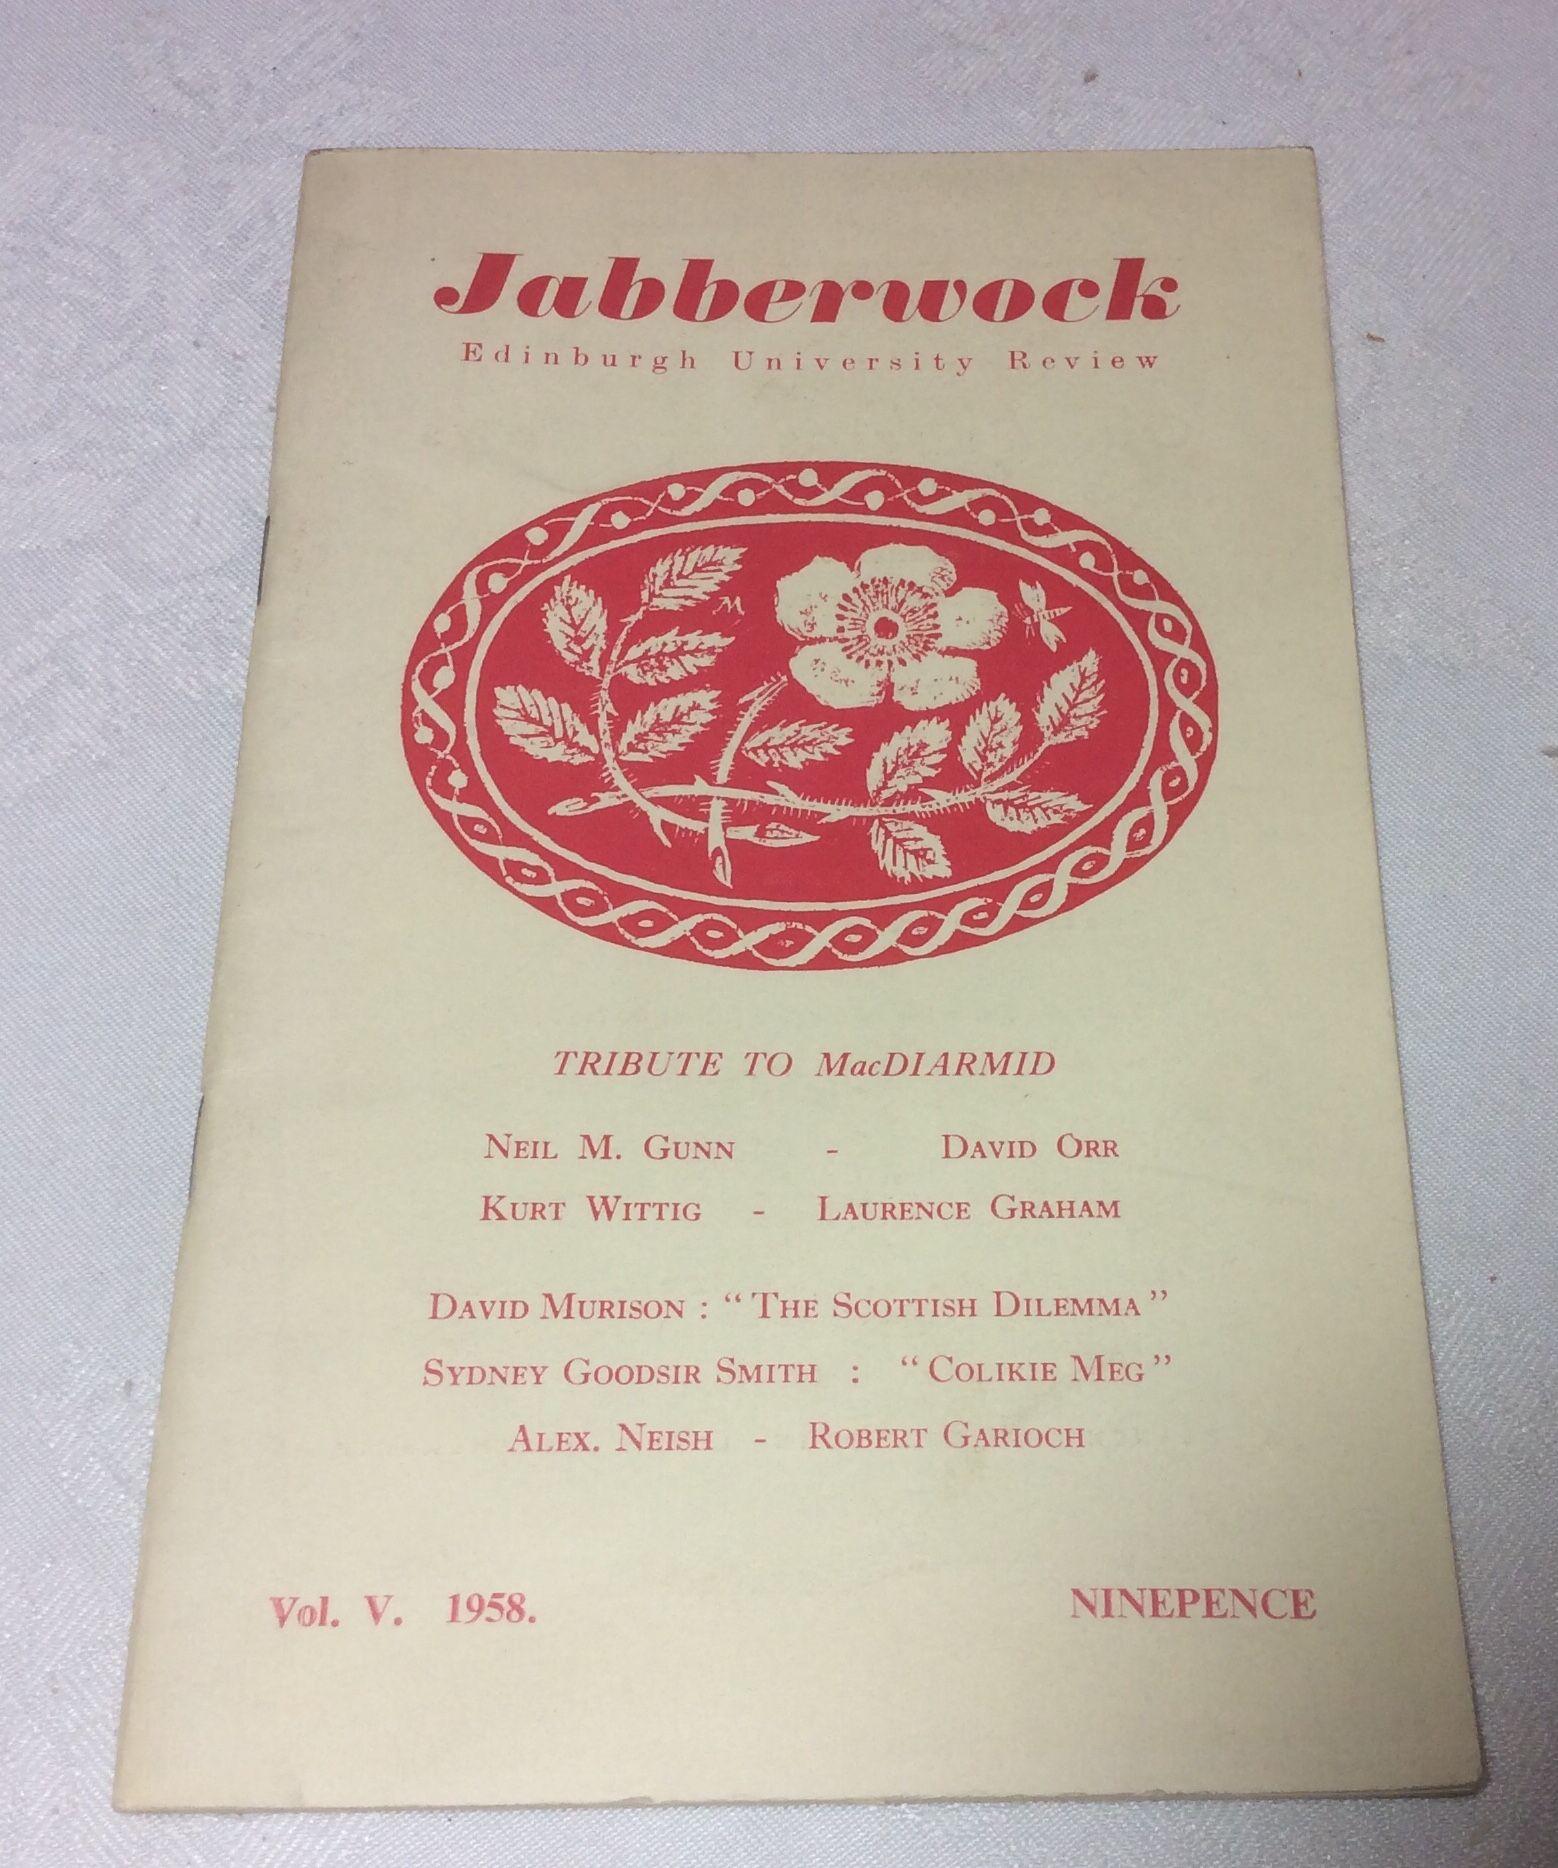 Jabberwock
Edinburgh University Review
M
TRIBUTE TO MacDIARMID
NEIL M. GUNN - DAVID ORR
KURT WITTIG - LAURENCE GRAHAM
DAVID MURISON : “THE SCOTTISH DILEMMA”
SYDNEY GOODSIR SMITH : “COLIKIE MEG”
ALEX. NEISH - ROBERT GARIOCH
Vol. V. 1958. NINEPENCE